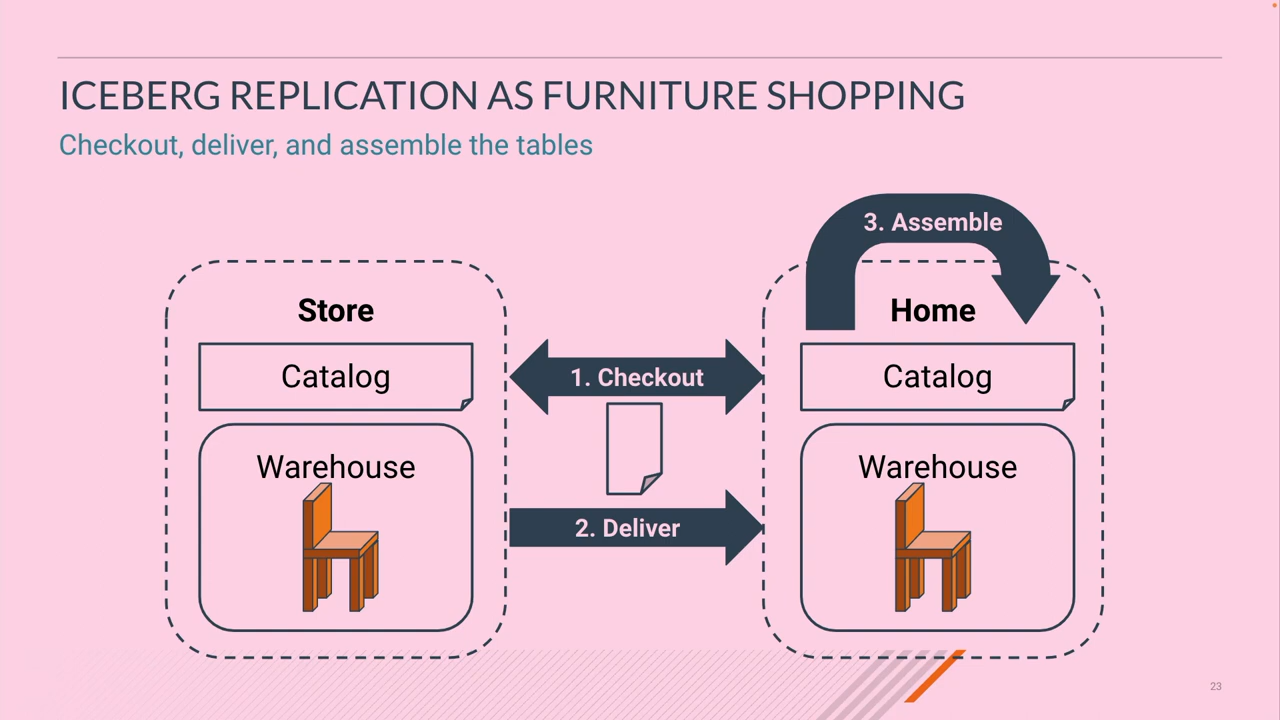 ICEBERG REPLICATION AS FURNITURE SHOPPING
Checkout, deliver, and assemble the tables
3. Assemble
Store
Home
Catalog
1. Checkout
Catalog
Warehouse
Warehouse
2. Deliver
23